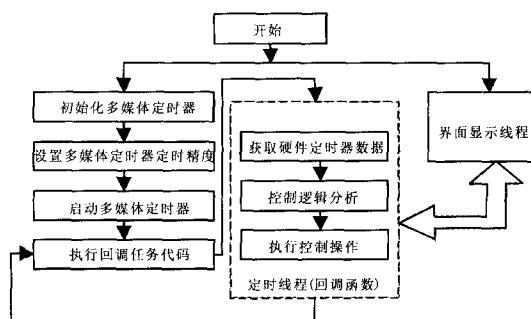 开始
初始化多媒体定时器
设置多媒体定时器定时精度
启动多媒体定时器
执行回调任务代码
获取硬件定时器数据
控制逻辑分析
执行控制操作
定时线程(回调函数)
界面显示线程